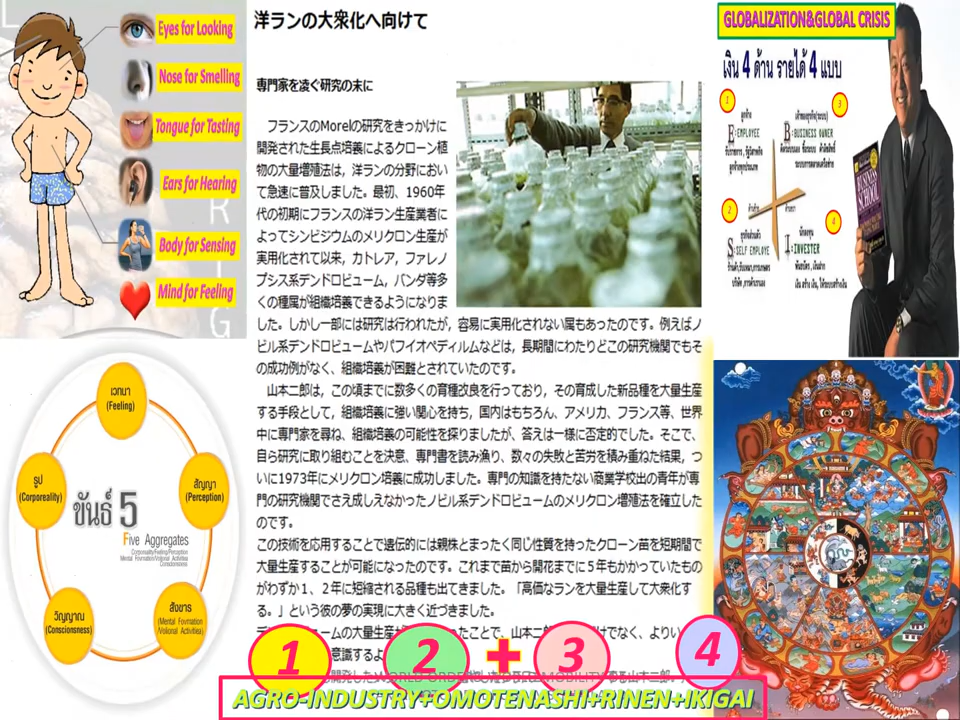 Eyes for Looking
Nose for Smelling
Tongue for Tasting
Ears for Hearing
Body for Sensing
Mind for Feeling
洋ランの大衆化へ向けて
専門家を凌ぐ研究の末に
フランスのMorelの研究をきっかけに
開発された生長点培養によるクローン植
物の大量増殖法は，洋ランの分野におい
て急速に普及しました。最初，1960年
代の初期にフランスの洋ラン生産業者に
よってシンビジウムのメリクロン生産が
実用化されて以来，カトレア，ファレノ
プシス系デンドロビューム，バンダ等多
くの種属が組織培養できるようになりま
した。しかし一部には研究は行われたが，容易に実用化されない属もあったのです。例えばノ
ビル系デンドロビュームやパフイオペディルムなどは，長期間にわたりどこの研究機関でもそ
の成功例がなく、組織培養が困難とされていたのです。
山本二郎は，この頃までに数多くの育種改良を行っており，その育成した新品種を大量生産
する手段として，組織培養に強い関心を持ち，国内はもちろん、アメリカ、フランス等、世界
中に専門家を尋ね、組織培養の可能性を探りましたが、答えは一様に否定的でした。そこで、
自ら研究に取り組むことを決意、専門書を読み漁り、数々の失敗と苦労を積み重ねた結果，つ
いに1973年にメリクロン培養に成功しました。専門の知識を持たない商業学校出の青年が専
門の研究機関でさえ成しえなかったノビル系デンドロビュームのメリクロン増殖法を確立した
のです。
この技術を応用することで遺伝的には親株とまったく同じ性質を持ったクローン苗を短期間で
大量生産することが可能になったのです。これまで苗から開花までに５年もかかっていたもの
がわずか１、２年に短縮される品種も出てきました。「高価なランを大量生産して大衆化す
る。」という彼の夢の実現に大きく近づきました。
GLOBALIZATION&GLOBAL CRISIS
เงิน 4 ด้าน รายได้ 4 แบบ
1
3
ลูกจ้าง
E:EMPLOYEE
B:BUSINESS OWNER
2
4
S:SELF EMPLOYE
I:INVESTER
BUSINESS
SCHOOL
เวทนา
(Feeling)
รูป
(Corporeality)
สัญญา
(Perception)
ขันธ์ 5
Five Aggregates
Corporeality/Feeling/Perception
วิญญาณ
(Consciousness)
สังขาร
(Mental Formation
/Volional Activities)
1
2
+
3
4
AGRO-INDUSTRY+OMOTENASHI+RINEN+IKIGAI